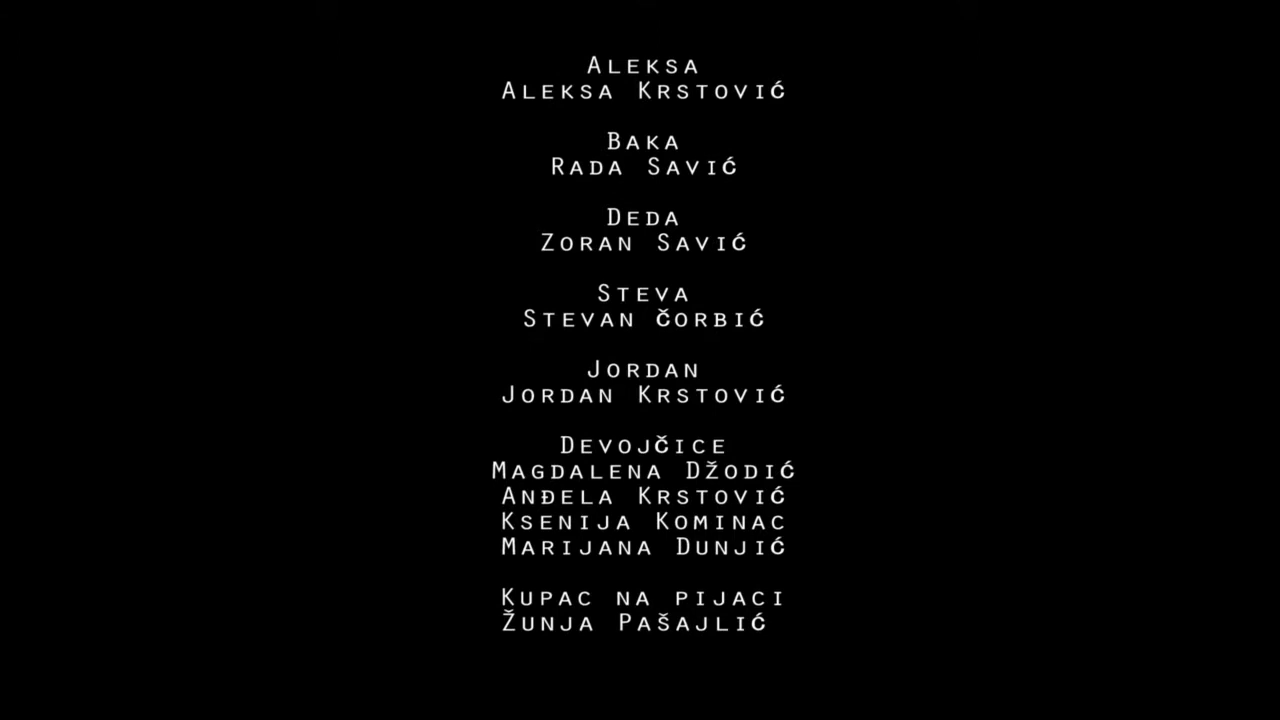 Aleksa
Aleksa Krstović
Baka
Rada Savić
Deda
Zoran Savić
Steva
Stevan Čorbić
Jordan
Jordan Krstović
Devojčice
Magdalena Džodić
Anđela Krstović
Ksenija Kominac
Marijana Dunjić
Kupac na pijaci
Žunja Pašajlić